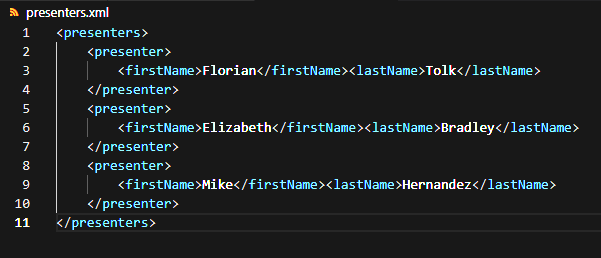 presenters.xml
1 <presenters>
2 <presenter>
3 <firstName>Florian</firstName><lastName>Tolk</lastName>
4 </presenter>
5 <presenter>
6 <firstName>Elizabeth</firstName><lastName>Bradley</lastName>
7 </presenter>
8 <presenter>
9 <firstName>Mike</firstName><lastName>Hernandez</lastName>
10 </presenter>
11 </presenters>